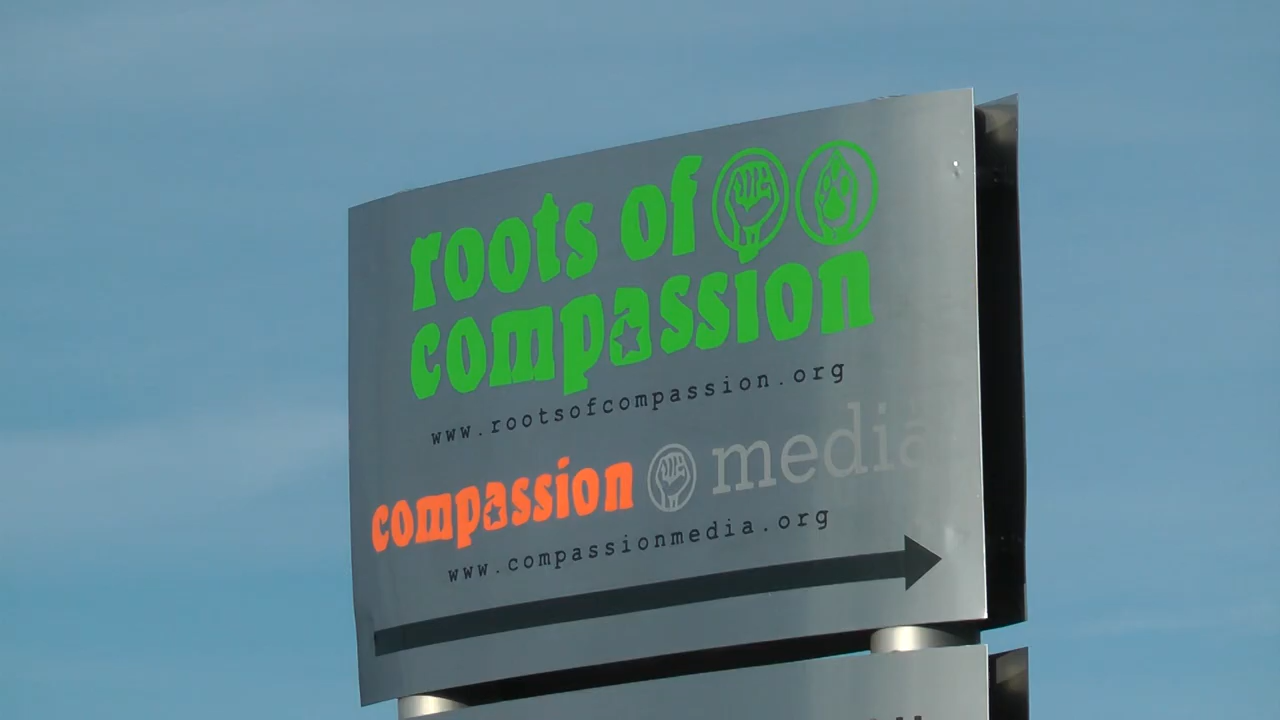 roots of
compassion
www.rootsofcompassion.org
compassion media
www.compassionmedia.org